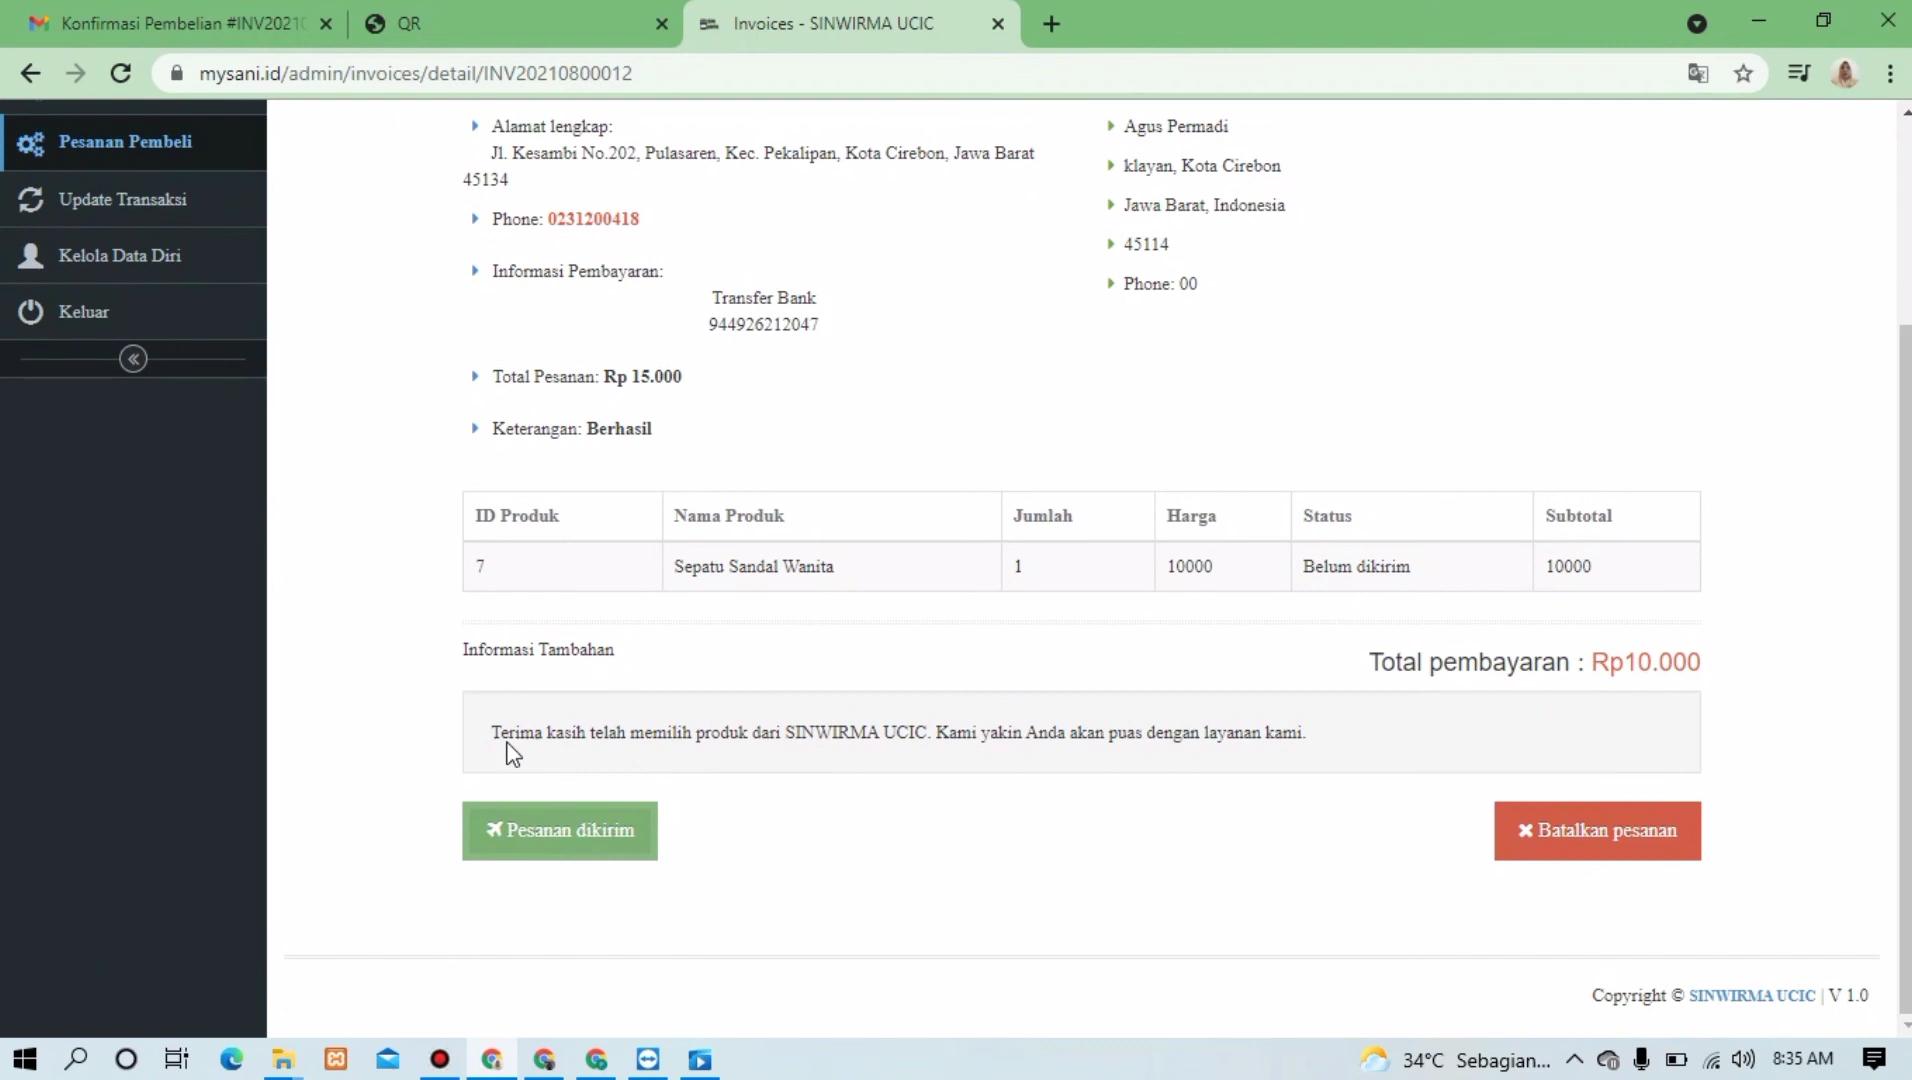 Konfirmasi Pembelian #INV20210
QR
Invoices - SINWIRMA UCIC
mysani.id/admin/invoices/detail/INV20210800012
Pesanan Pembeli
Update Transaksi
Kelola Data Diri
Keluar
Alamat lengkap:
Jl. Kesambi No.202, Pulasaren, Kec. Pekalipan, Kota Cirebon, Jawa Barat
45134
Phone: 0231200418
Informasi Pembayaran:
Transfer Bank
944926212047
Total Pesanan: Rp 15.000
Keterangan: Berhasil
Agus Permadi
klayan, Kota Cirebon
Jawa Barat, Indonesia
45114
Phone: 00
ID Produk Nama Produk Jumlah Harga Status Subtotal
7 Sepatu Sandal Wanita 1 10000 Belum dikirim 10000
Informasi Tambahan
Total pembayaran : Rp10.000
Terima kasih telah memilih produk dari SINWIRMA UCIC. Kami yakin Anda akan puas dengan layanan kami.
Pesanan dikirim
Batalkan pesanan
Copyright © SINWIRMA UCIC | V 1.0
34°C Sebagian... 8:35 AM